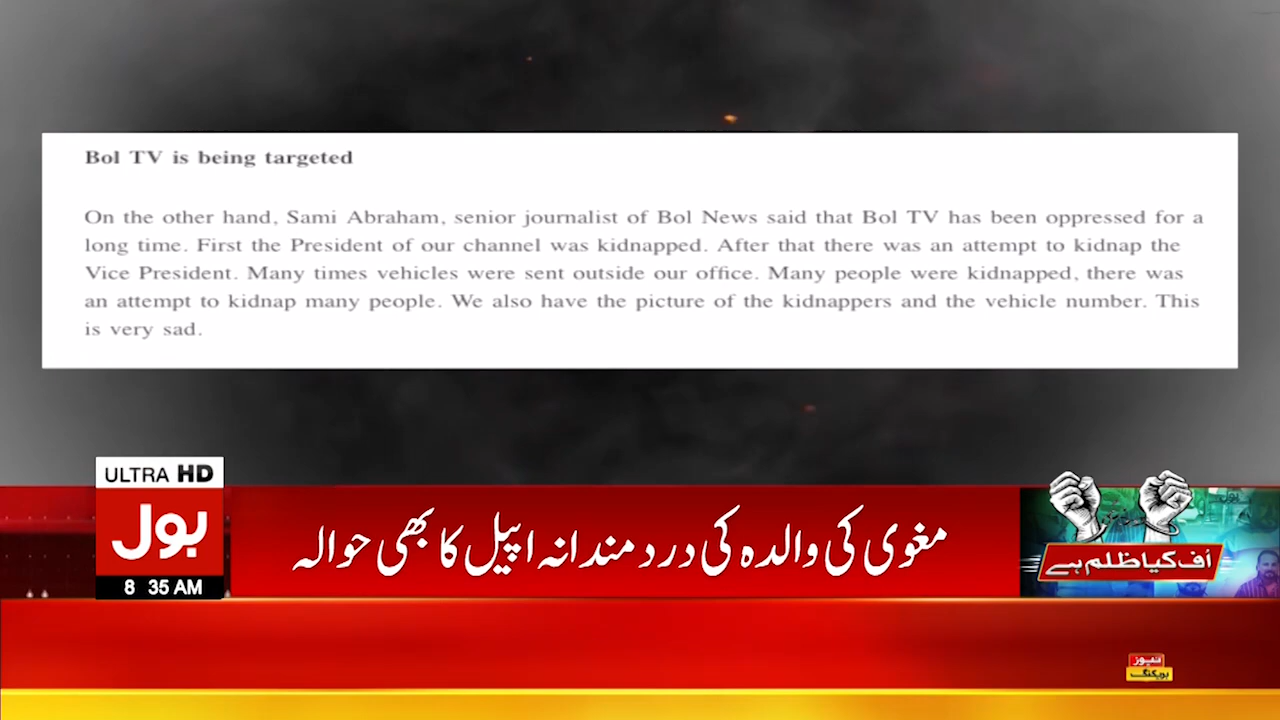 Bol TV is being targeted
On the other hand, Sami Abraham, senior journalist of Bol News said that Bol TV has been oppressed for a
long time. First the President of our channel was kidnapped. After that there was an attempt to kidnap the
Vice President. Many times vehicles were sent outside our office. Many people were kidnapped, there was
an attempt to kidnap many people. We also have the picture of the kidnappers and the vehicle number. This
is very sad.
ULTRA HD
بول
8 35 AM
مغوی کی والدہ کی دردمندانہ اپیل کا بھی حوالہ
اُف کیا ظلم ہے
نیوز